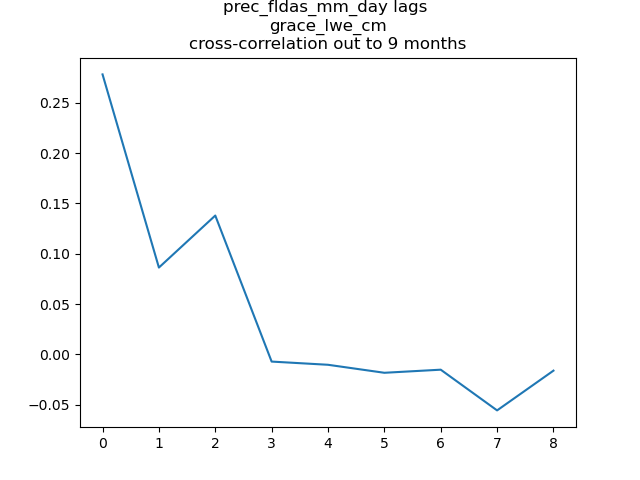 prec_fldas_mm_day lags
grace_lwe_cm
cross-correlation out to 9 months
0.25
0.20
0.15
0.10
0.05
0.00
−0.05
0 1 2 3 4 5 6 7 8